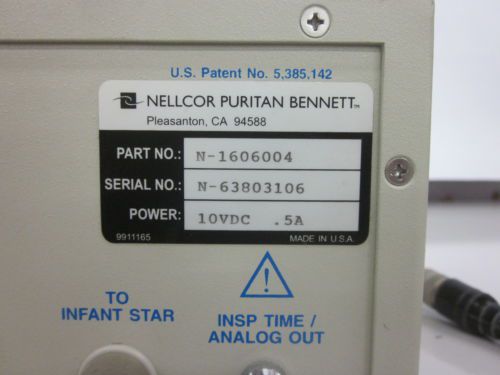 U.S. Patent No. 5,385,142
NELLCOR PURITAN BENNETT™
Pleasanton, CA 94588
PART NO.: N-1606004
SERIAL NO.: N-63803106
POWER: 10VDC .5A
9911165 MADE IN U.S.A.
TO
INFANT STAR
INSP TIME /
ANALOG OUT